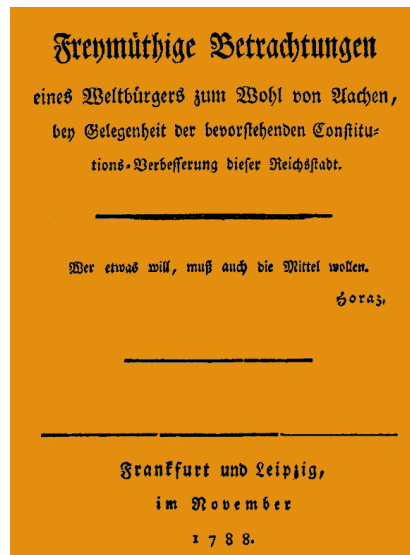 Freymüthige Betrachtungen
eines Weltbürgers zum Wohl von Aachen,
bey Gelegenheit der bevorstehenden Constitu-
tions-Verbesserung dieser Reichsstadt.
Wer etwas will, muß auch die Mittel wollen.
Horaz.
Frankfurt und Leipzig,
im November
1788.